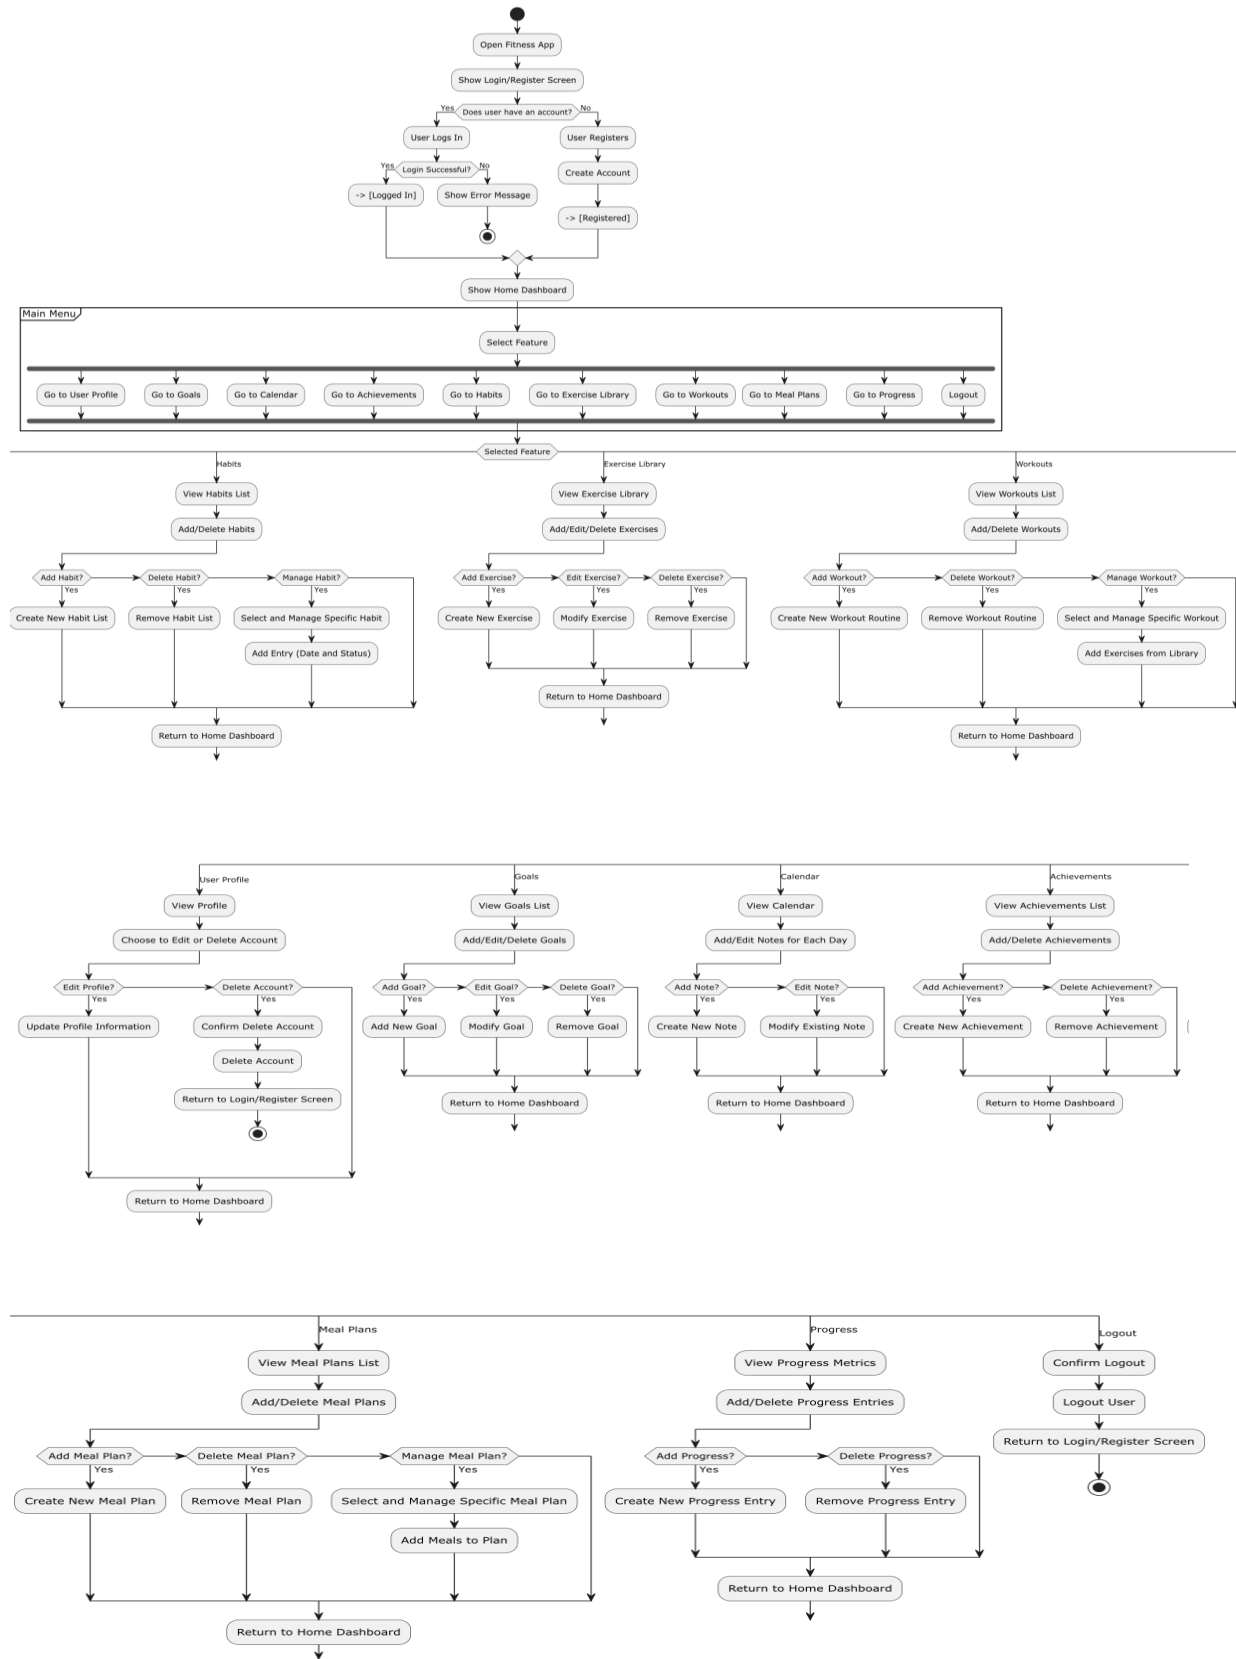 Open Fitness App
Show Login/Register Screen
Yes
Does user have an account?
No
User Logs In
User Registers
Yes
Login Successful?
No
Create Account
-> [Logged In]
Show Error Message
-> [Registered]
Show Home Dashboard
Main Menu
Select Feature
Go to User Profile
Go to Goals
Go to Calendar
Go to Achievements
Go to Habits
Go to Exercise Library
Go to Workouts
Go to Meal Plans
Go to Progress
Logout
Selected Feature
Habits
View Habits List
Add/Delete Habits
Add Habit?
Delete Habit?
Manage Habit?
Yes
Yes
Yes
Create New Habit List
Remove Habit List
Select and Manage Specific Habit
Add Entry (Date and Status)
Return to Home Dashboard
Exercise Library
View Exercise Library
Add/Edit/Delete Exercises
Add Exercise?
Edit Exercise?
Delete Exercise?
Yes
Yes
Yes
Create New Exercise
Modify Exercise
Remove Exercise
Return to Home Dashboard
Workouts
View Workouts List
Add/Delete Workouts
Add Workout?
Delete Workout?
Manage Workout?
Yes
Yes
Yes
Create New Workout Routine
Remove Workout Routine
Select and Manage Specific Workout
Add Exercises from Library
Return to Home Dashboard
User Profile
View Profile
Choose to Edit or Delete Account
Edit Profile?
Delete Account?
Yes
Yes
Update Profile Information
Confirm Delete Account
Delete Account
Return to Login/Register Screen
Return to Home Dashboard
Goals
View Goals List
Add/Edit/Delete Goals
Add Goal?
Edit Goal?
Delete Goal?
Yes
Yes
Yes
Add New Goal
Modify Goal
Remove Goal
Return to Home Dashboard
Calendar
View Calendar
Add/Edit Notes for Each Day
Add Note?
Edit Note?
Yes
Yes
Create New Note
Modify Existing Note
Return to Home Dashboard
Achievements
View Achievements List
Add/Delete Achievements
Add Achievement?
Delete Achievement?
Yes
Yes
Create New Achievement
Remove Achievement
Return to Home Dashboard
Meal Plans
View Meal Plans List
Add/Delete Meal Plans
Add Meal Plan?
Delete Meal Plan?
Manage Meal Plan?
Yes
Yes
Yes
Create New Meal Plan
Remove Meal Plan
Select and Manage Specific Meal Plan
Add Meals to Plan
Return to Home Dashboard
Progress
View Progress Metrics
Add/Delete Progress Entries
Add Progress?
Delete Progress?
Yes
Yes
Create New Progress Entry
Remove Progress Entry
Return to Home Dashboard
Logout
Confirm Logout
Logout User
Return to Login/Register Screen